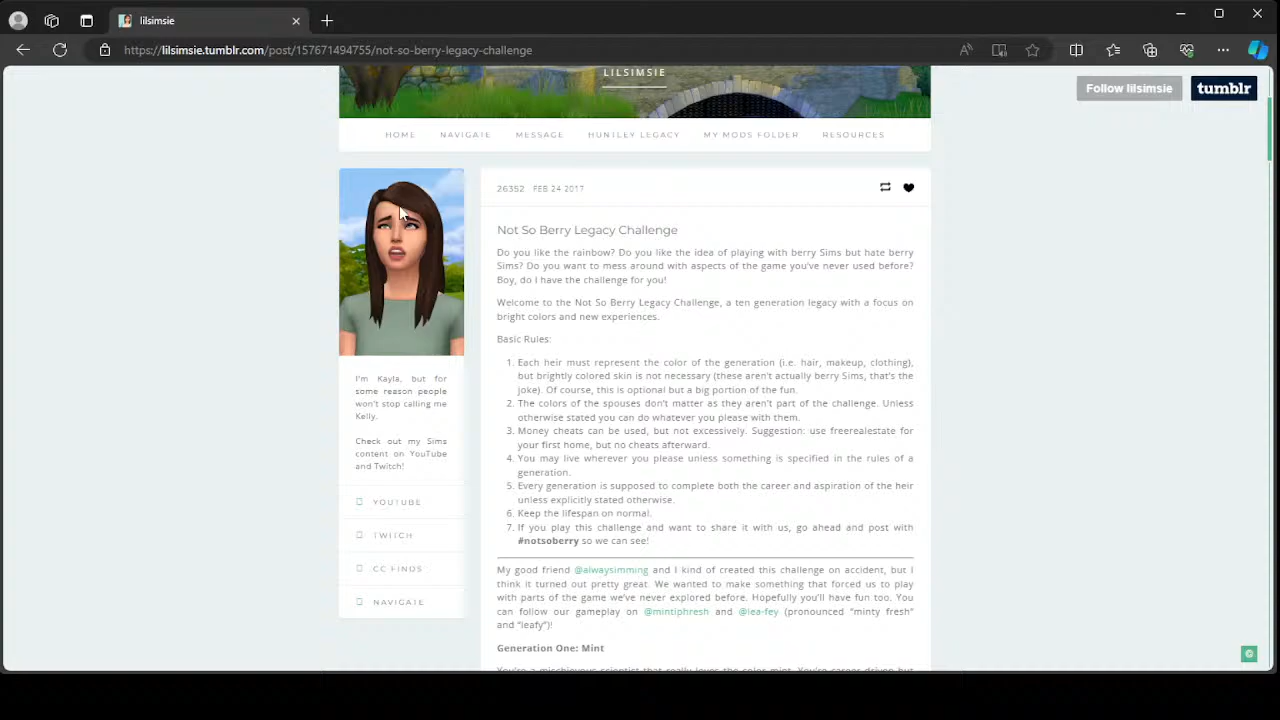 lilsimsie
https://lilsimsie.tumblr.com/post/157671494755/not-so-berry-legacy-challenge
LILSIMSIE
Follow lilsimsie
tumblr
HOME NAVIGATE MESSAGE HUNTLEY LEGACY MY MODS FOLDER RESOURCES
26352 FEB 24 2017
Not So Berry Legacy Challenge
Do you like the rainbow? Do you like the idea of playing with berry Sims but hate berry
Sims? Do you want to mess around with aspects of the game you've never used before?
Boy, do i have the challenge for you!
Welcome to the Not So Berry Legacy Challenge, a ten generation legacy with a focus on
bright colors and new experiences.
Basic Rules:
1. Each heir must represent the color of the generation (i.e. hair, makeup, clothing),
but brightly colored skin is not necessary (these aren't actually berry Sims, that's the
joke). Of course, this is optional but a big portion of the fun.
2. The colors of the spouses don't matter as they aren't part of the challenge. Unless
otherwise stated you can do whatever you please with them.
3. Money cheats can be used, but not excessively. Suggestion: use freerealestate for
your first home, but no cheats afterward.
4. You may live wherever you please unless something is specified in the rules of a
generation.
5. Every generation is supposed to complete both the career and aspiration of the heir
unless explicitly stated otherwise.
6. Keep the lifespan on normal.
7. If you play this challenge and want to share it with us, go ahead and post with
#notsoberry so we can see!
My good friend @alwaysimming and I kind of created this challenge on accident, but I
think it turned out pretty great. We wanted to make something that forced us to play
with parts of the game we've never explored before. Hopefully you'll have fun too. You
can follow our gameplay on @mintiphresh and @lea-fey (pronounced "minty fresh"
and "leafy")!
Generation One: Mint
You're a mischievous scientist that really loves the color mint. You're career driven but
I'm Kayla, but for
some reason people
won't stop calling me
Kelly.
Check out my Sims
content on YouTube
and Twitch!
YOUTUBE
TWITCH
CC FINDS
NAVIGATE